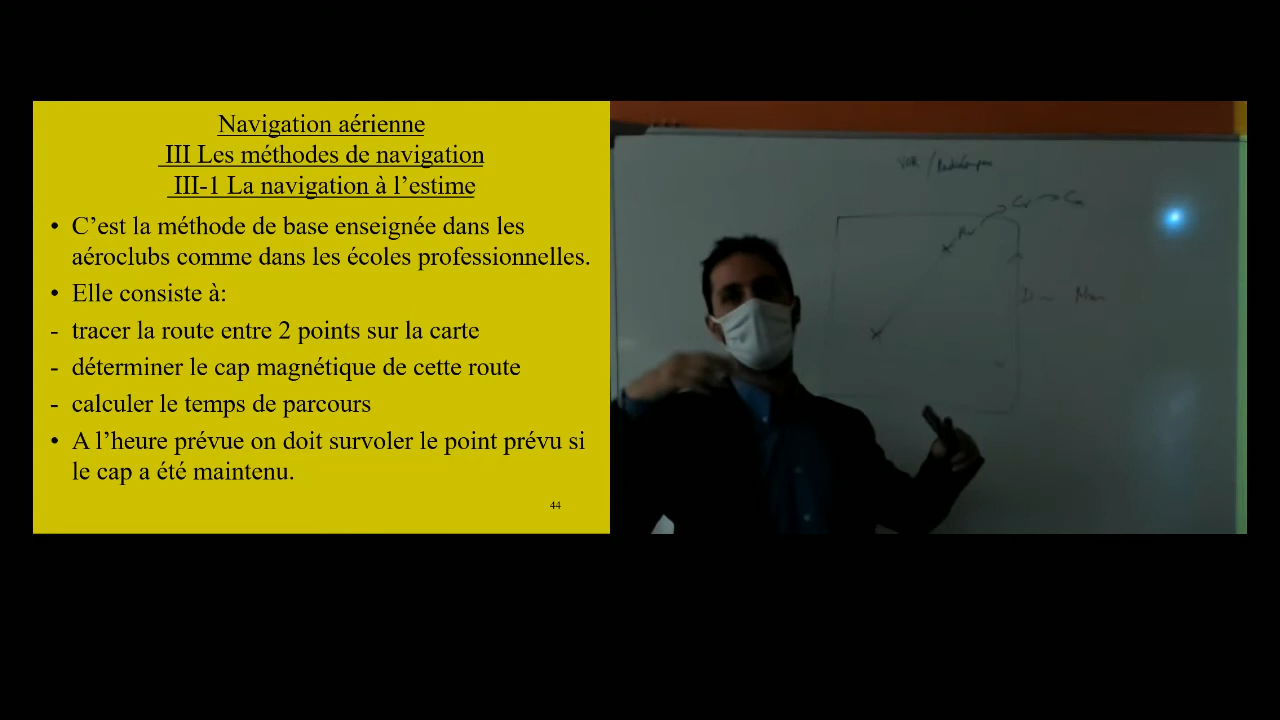 Navigation aérienne
III Les méthodes de navigation
III-1 La navigation à l’estime
• C’est la méthode de base enseignée dans les
aéroclubs comme dans les écoles professionnelles.
• Elle consiste à:
- tracer la route entre 2 points sur la carte
- déterminer le cap magnétique de cette route
- calculer le temps de parcours
• A l’heure prévue on doit survoler le point prévu si
le cap a été maintenu.
44
VOR /
Rv